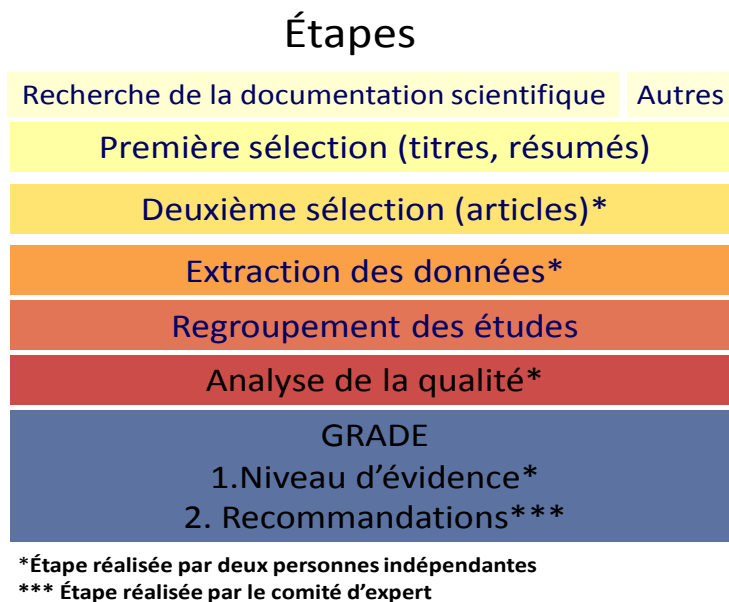 Étapes
Recherche de la documentation scientifique Autres
Première sélection (titres, résumés)
Deuxième sélection (articles)*
Extraction des données*
Regroupement des études
Analyse de la qualité*
GRADE
1.Niveau d’évidence*
2. Recommandations***
*Étape réalisée par deux personnes indépendantes
*** Étape réalisée par le comité d’expert